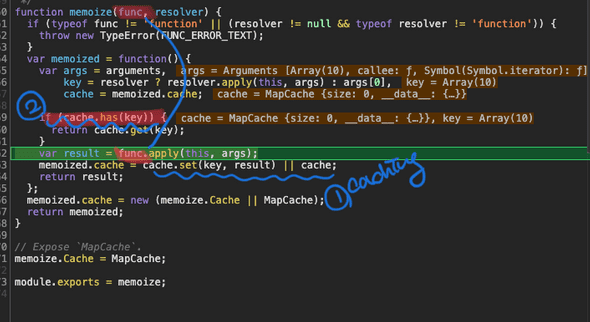 */
50 function memoize(func, resolver) {
if (typeof func != 'function' || (resolver != null && typeof resolver != 'function')) {
throw new TypeError(FUNC_ERROR_TEXT);
}
var memoized = function() {
var args = arguments, args = Arguments [Array(10), callee: ƒ, Symbol(Symbol.iterator): ƒ]
key = resolver ? resolver.apply(this, args) : args[0], key = Array(10)
cache = memoized.cache; cache = MapCache {size: 0, __data__: {…}}
②
if (cache.has(key)) { cache = MapCache {size: 0, __data__: {…}}, key = Array(10)
return cache.get(key);
}
var result = func.apply(this, args);
memoized.cache = cache.set(key, result) || cache;
return result;
};
memoized.cache = new (memoize.Cache || MapCache); ① caching
return memoized;
}
// Expose `MapCache`.
memoize.Cache = MapCache;
module.exports = memoize;